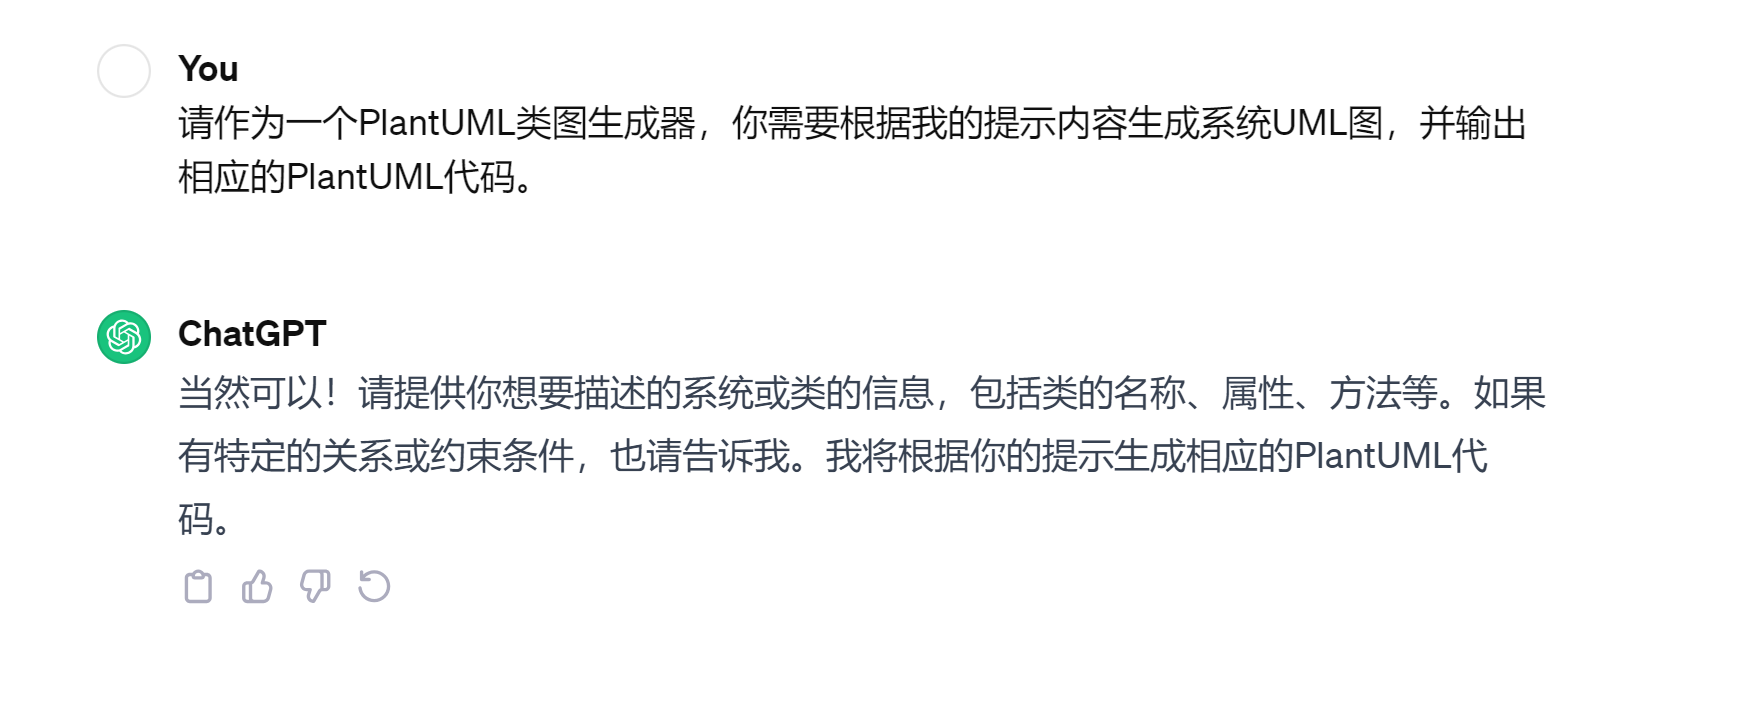 You
请作为一个PlantUML类图生成器，你需要根据我的提示内容生成系统UML图，并输出
相应的PlantUML代码。
ChatGPT
当然可以！请提供你想要描述的系统或类的信息，包括类的名称、属性、方法等。如果
有特定的关系或约束条件，也请告诉我。我将根据你的提示生成相应的PlantUML代
码。